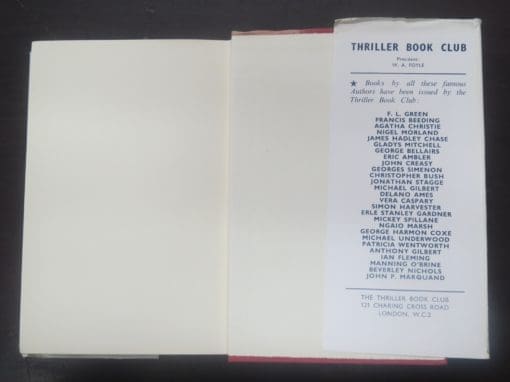 THRILLER BOOK CLUB
President:
W. A. FOYLE
★ Books by all these famous
Authors have been issued by the
Thriller Book Club:
F. L. GREEN
FRANCIS BEEDING
AGATHA CHRISTIE
NIGEL MORLAND
JAMES HADLEY CHASE
GLADYS MITCHELL
GEORGE BELLAIRS
ERIC AMBLER
JOHN CREASY
GEORGES SIMENON
CHRISTOPHER BUSH
JONATHAN STAGGE
MICHAEL GILBERT
DELANO AMES
VERA CASPARY
SIMON HARVESTER
ERLE STANLEY GARDNER
MICKEY SPILLANE
NGAIO MARSH
GEORGE HARMON COXE
MICHAEL UNDERWOOD
PATRICIA WENTWORTH
ANTHONY GILBERT
IAN FLEMING
MANNING O'BRINE
BEVERLEY NICHOLS
JOHN P. MARQUAND
THE THRILLER BOOK CLUB
121 CHARING CROSS ROAD
LONDON, W.C.2